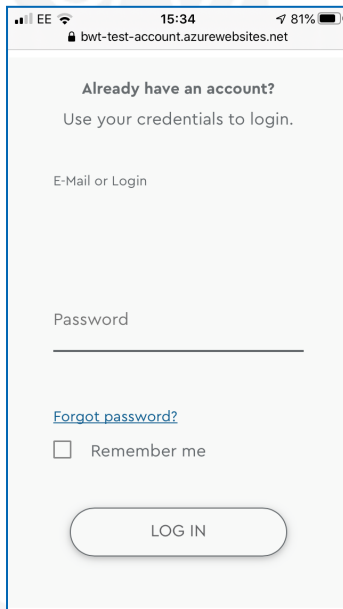 EE 15:34 81%
bwt-test-account.azurewebsites.net
Already have an account?
Use your credentials to login.
E-Mail or Login
Password
Forgot password?
Remember me
LOG IN